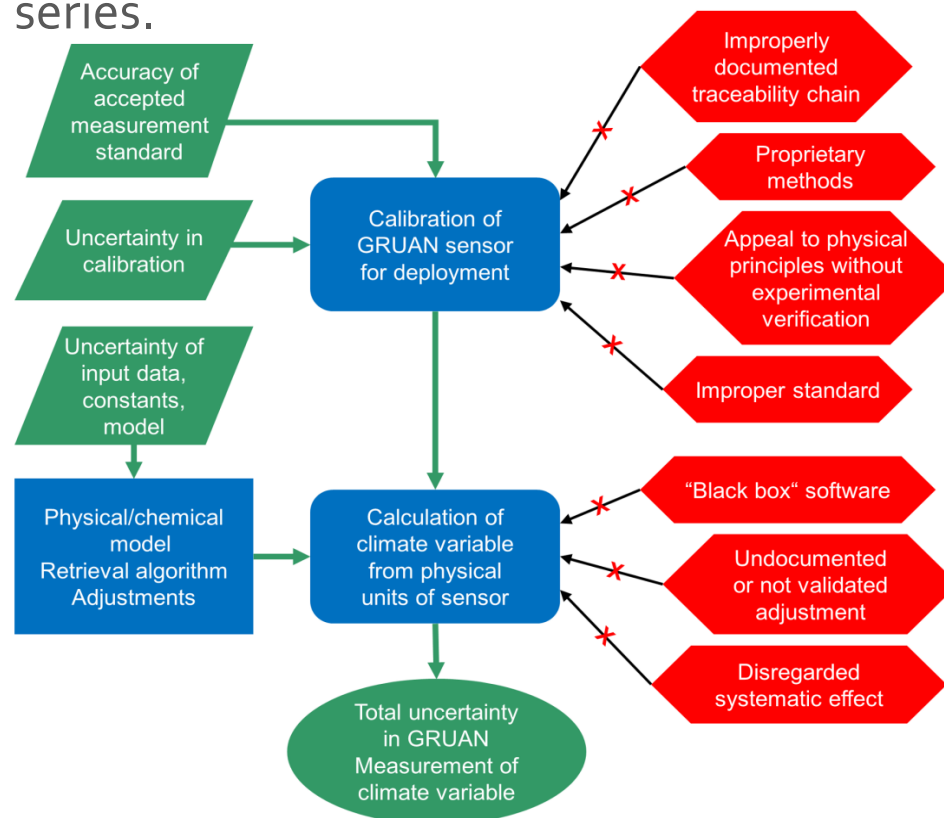 series.
Accuracy of
accepted
measurement
standard
Improperly
documented
traceability chain
Proprietary
methods
Calibration of
GRUAN sensor
for deployment
Uncertainty in
calibration
Appeal to physical
principles without
experimental
verification
Uncertainty of
input data,
constants,
model
Improper standard
Physical/chemical
model
Retrieval algorithm
Adjustments
Calculation of
climate variable
from physical
units of sensor
“Black box“ software
Undocumented
or not validated
adjustment
Disregarded
systematic effect
Total uncertainty
in GRUAN
Measurement of
climate variable